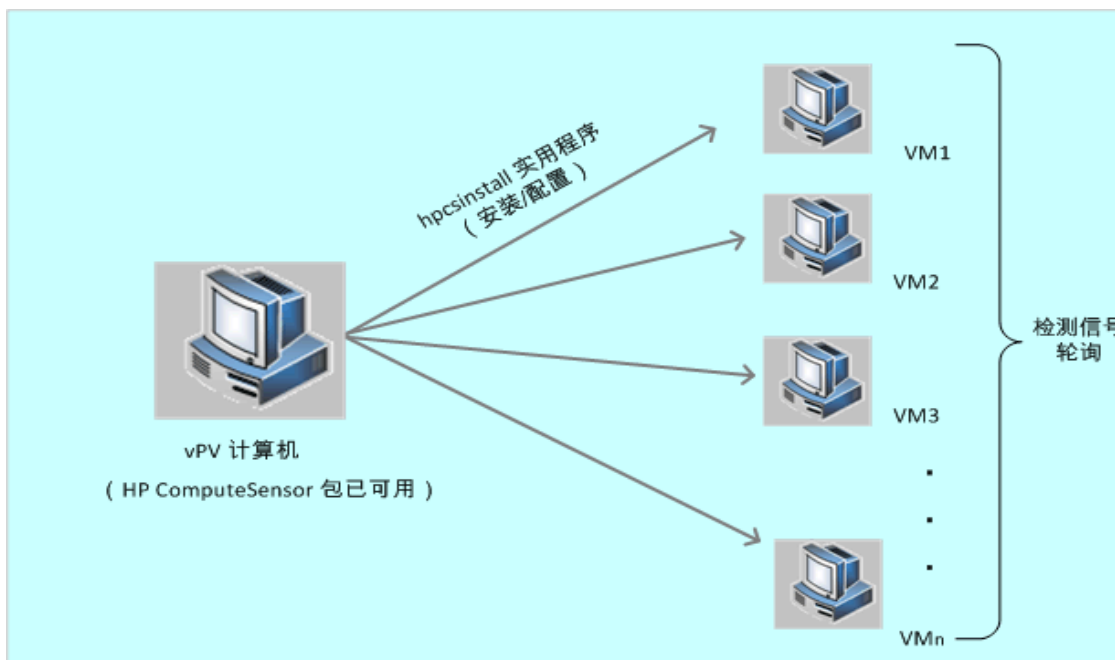 hpcsinstall 实用程序
（安装/配置）
vPV 计算机
（HP ComputeSensor 包已可用）
VM1
VM2
VM3
VMn
检测信号
轮询